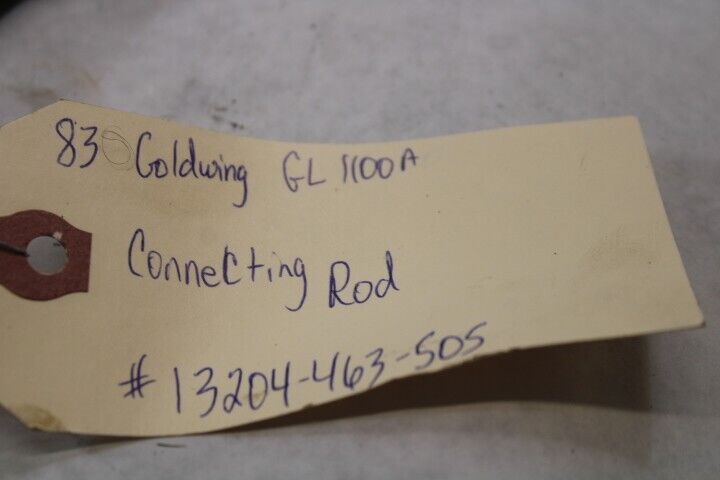 83 Goldwing GL 1100A
Connecting Rod
# 13204-463-505